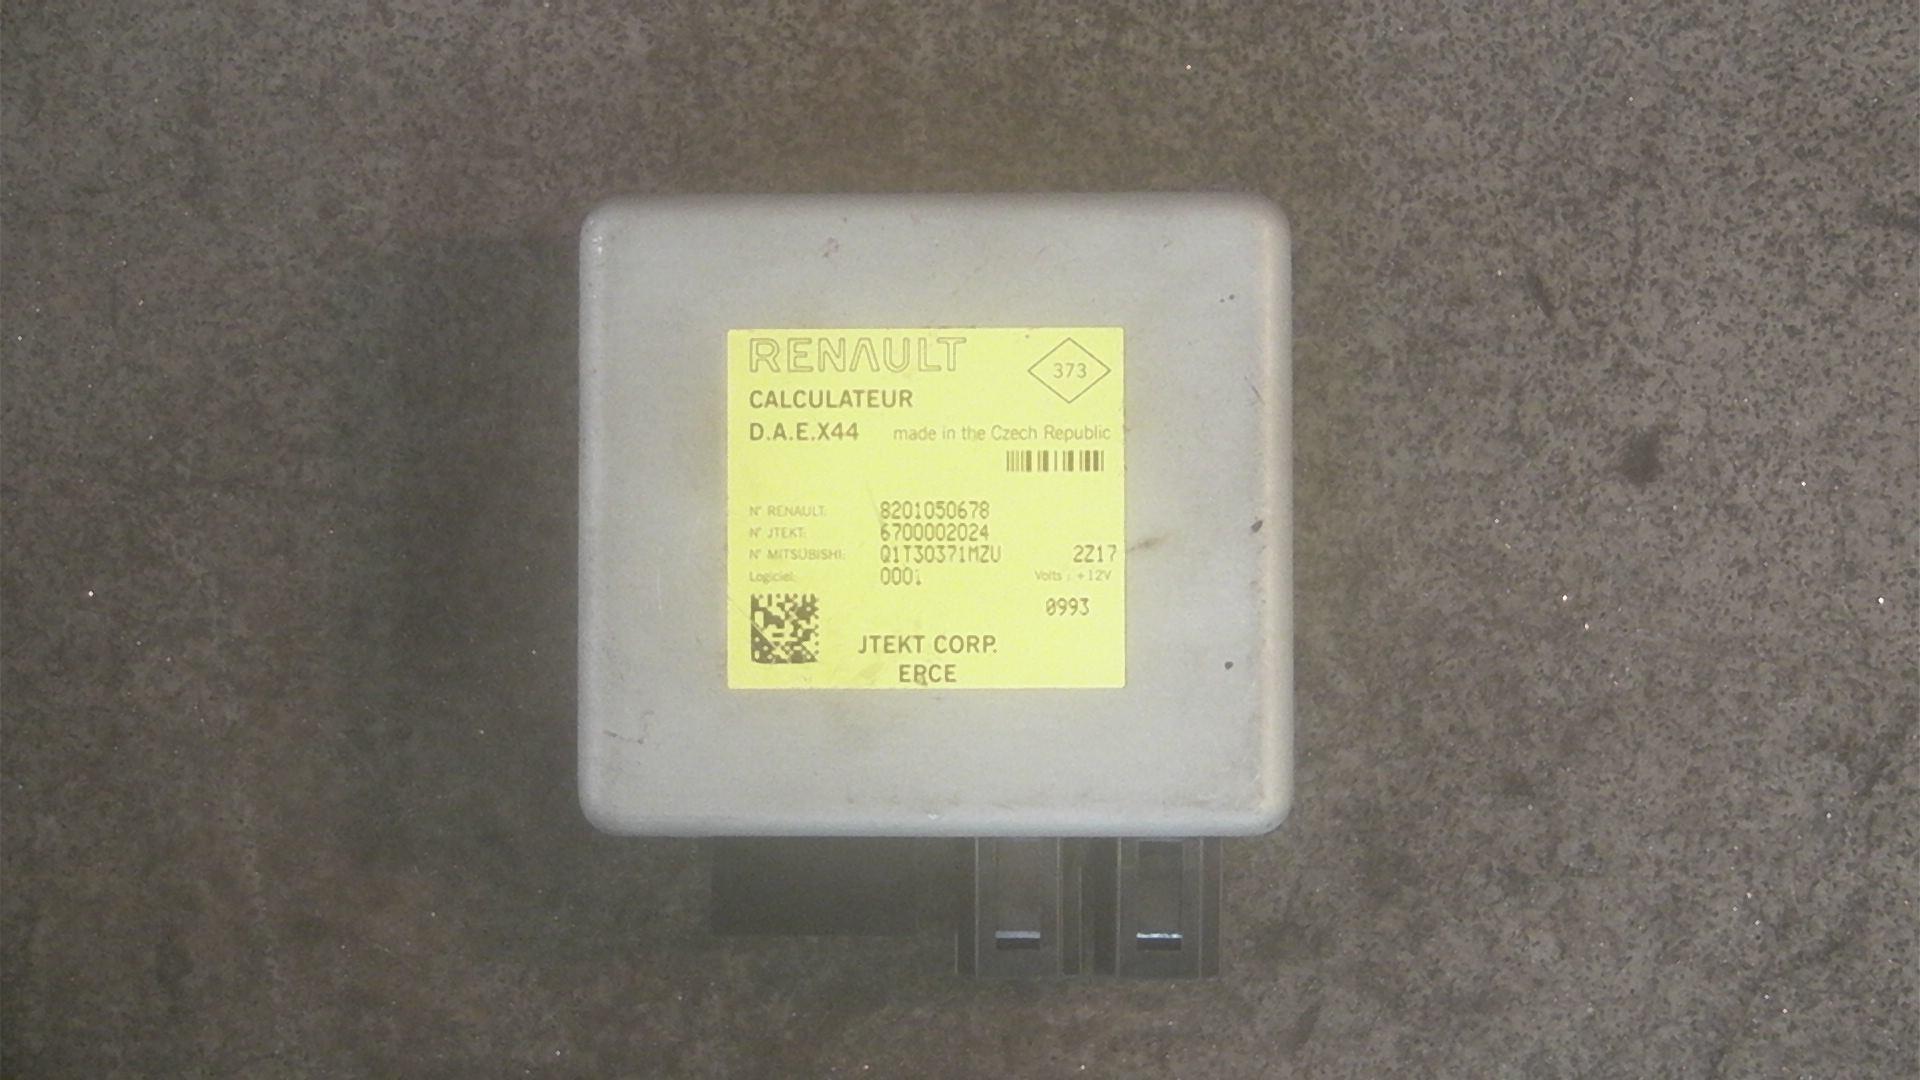 RENAULT
373
CALCULATEUR
D.A.E.X44 made in the Czech Republic
N° RENAULT: 8201050678
N° JTEKT: 6700002024
N° MITSUBISHI: Q1T30371MZU 2Z17
Logiciel: 0001 Volts : +12V
0993
JTEKT CORP.
ERCE